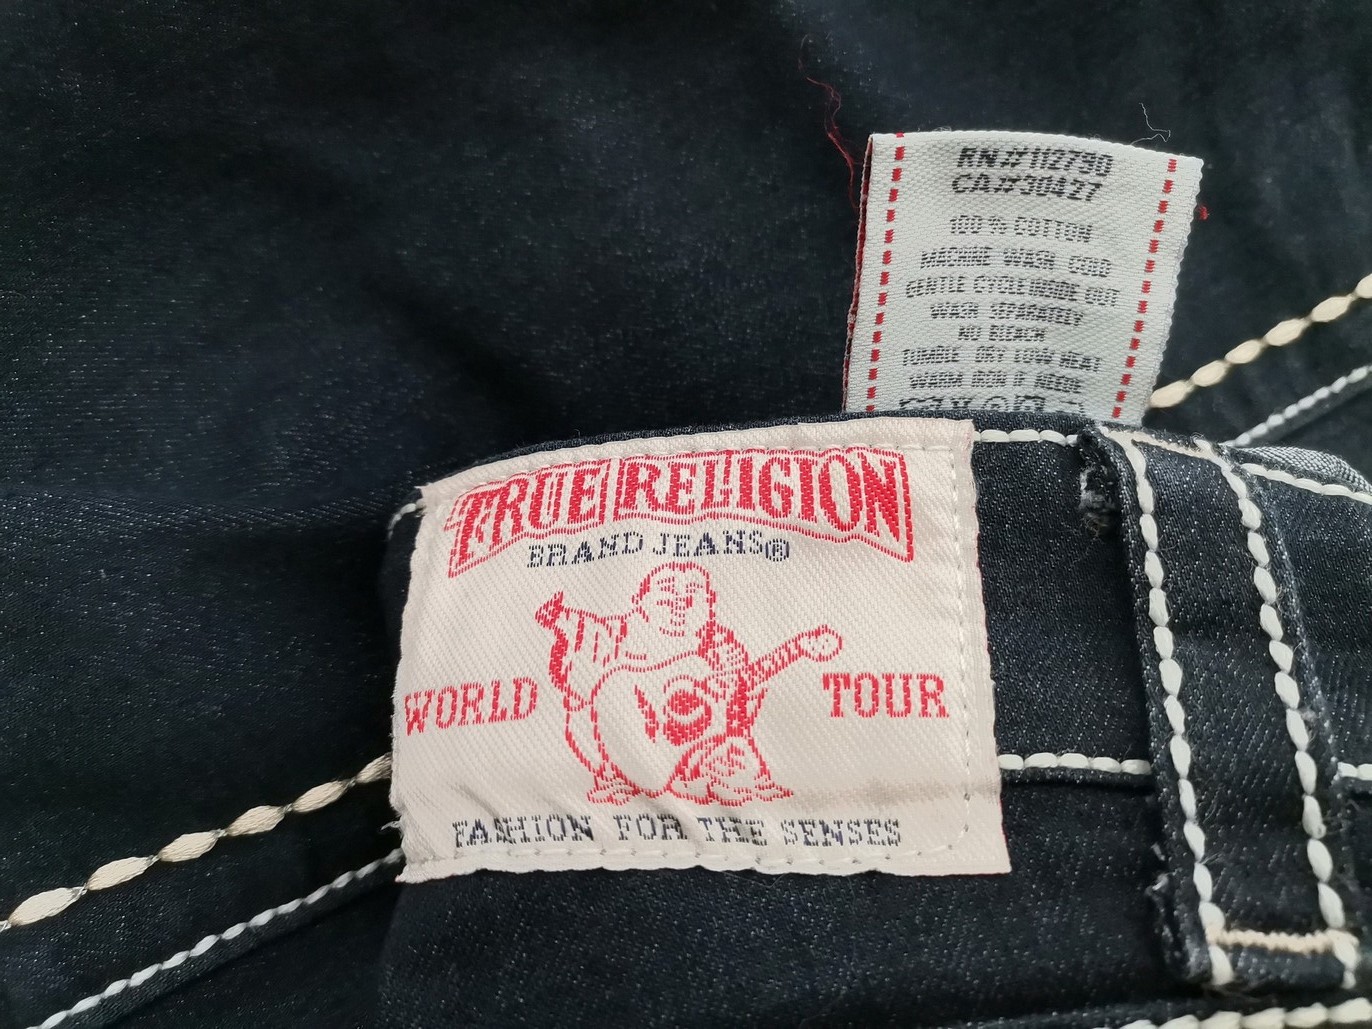 RN#112790
CA#30427
100% COTTON
MACHINE WASH COLD
GENTLE CYCLE INSIDE OUT
WASH SEPARATELY
NO BLEACH
TUMBLE DRY LOW HEAT
WARM IRON IF NEEDE
TRUE RELIGION
BRAND JEANS®
WORLD TOUR
FASHION FOR THE SENSES